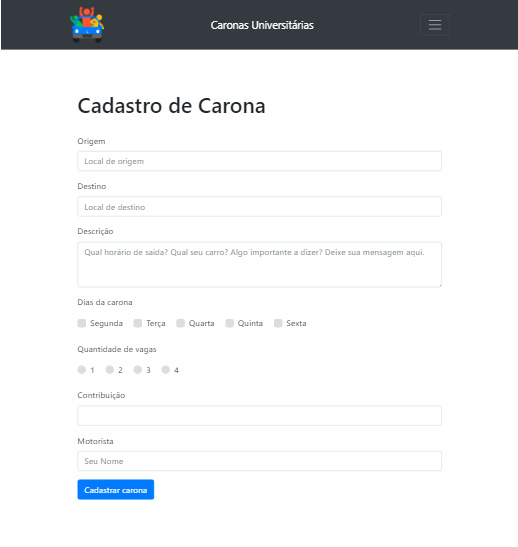 Caronas Universitárias
Cadastro de Carona
Origem
Local de origem
Destino
Local de destino
Descrição
Qual horário de saída? Qual seu carro? Algo importante a dizer? Deixe sua mensagem aqui.
Dias da carona
Segunda Terça Quarta Quinta Sexta
Quantidade de vagas
1 2 3 4
Contribuição
Motorista
Seu Nome
Cadastrar carona